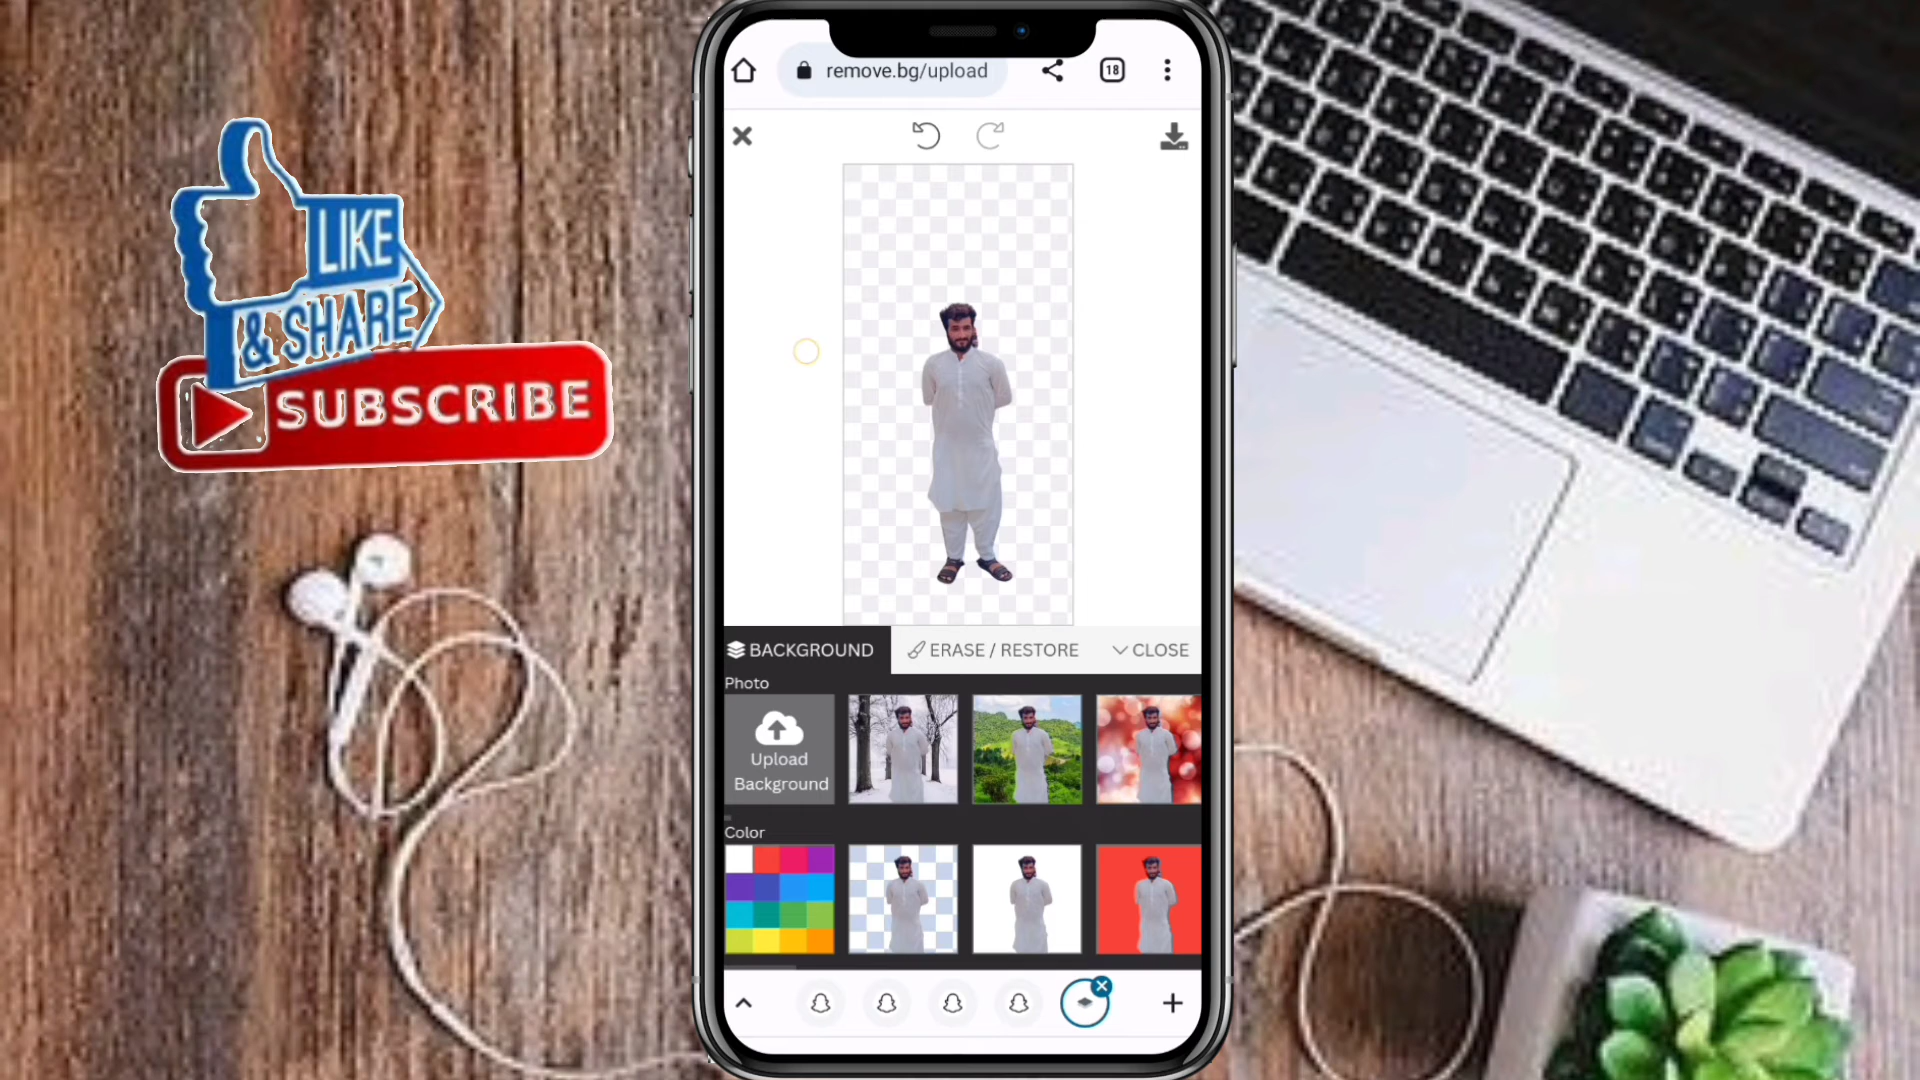 remove.bg/upload
18
LIKE
& SHARE
SUBSCRIBE
BACKGROUND
ERASE / RESTORE
CLOSE
Photo
Upload
Background
Color